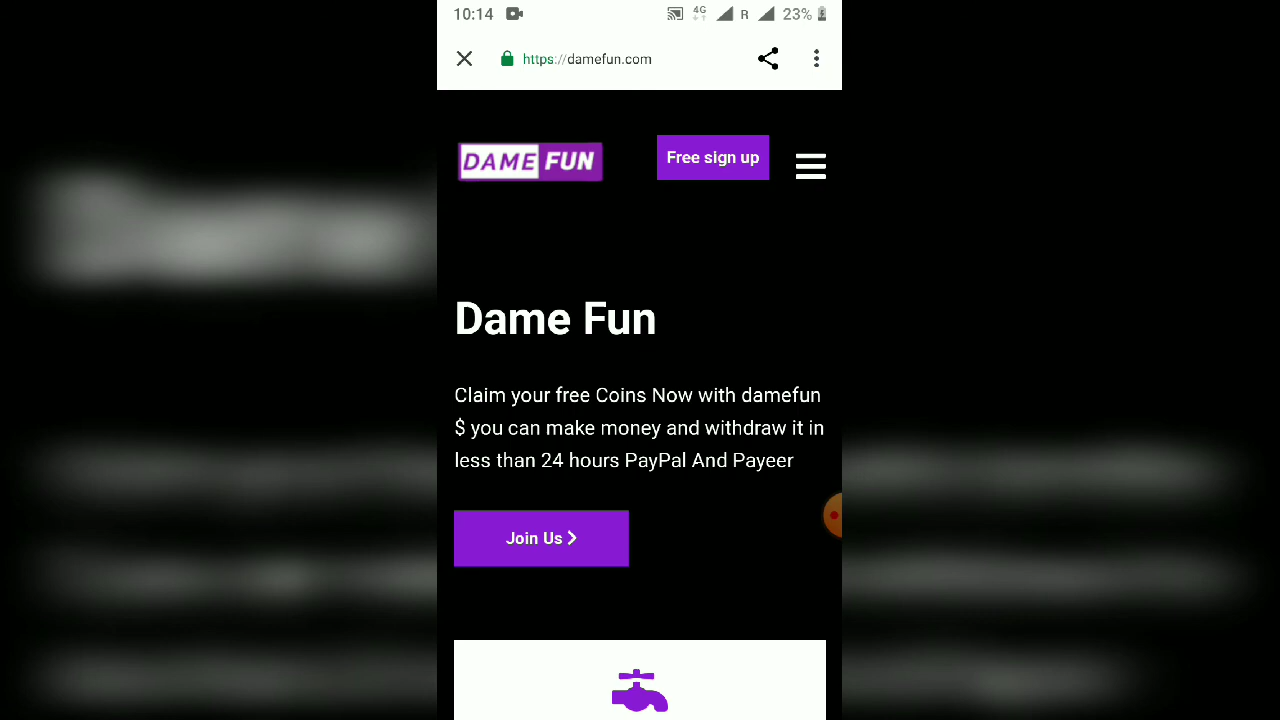 10:14 4G R 23%
https://damefun.com
DAME FUN
Free sign up
Dame Fun
Claim your free Coins Now with damefun
$ you can make money and withdraw it in
less than 24 hours PayPal And Payeer
Join Us